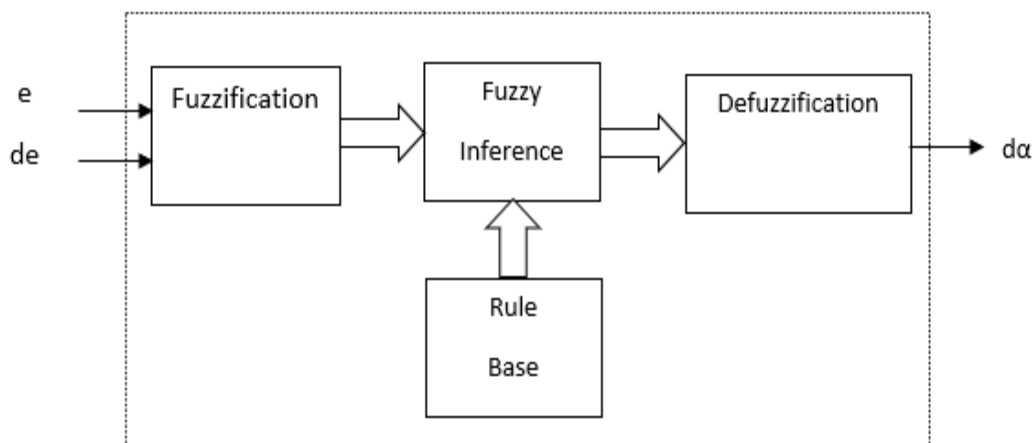 e
de
Fuzzification
Fuzzy
Inference
Defuzzification
dα
Rule
Base